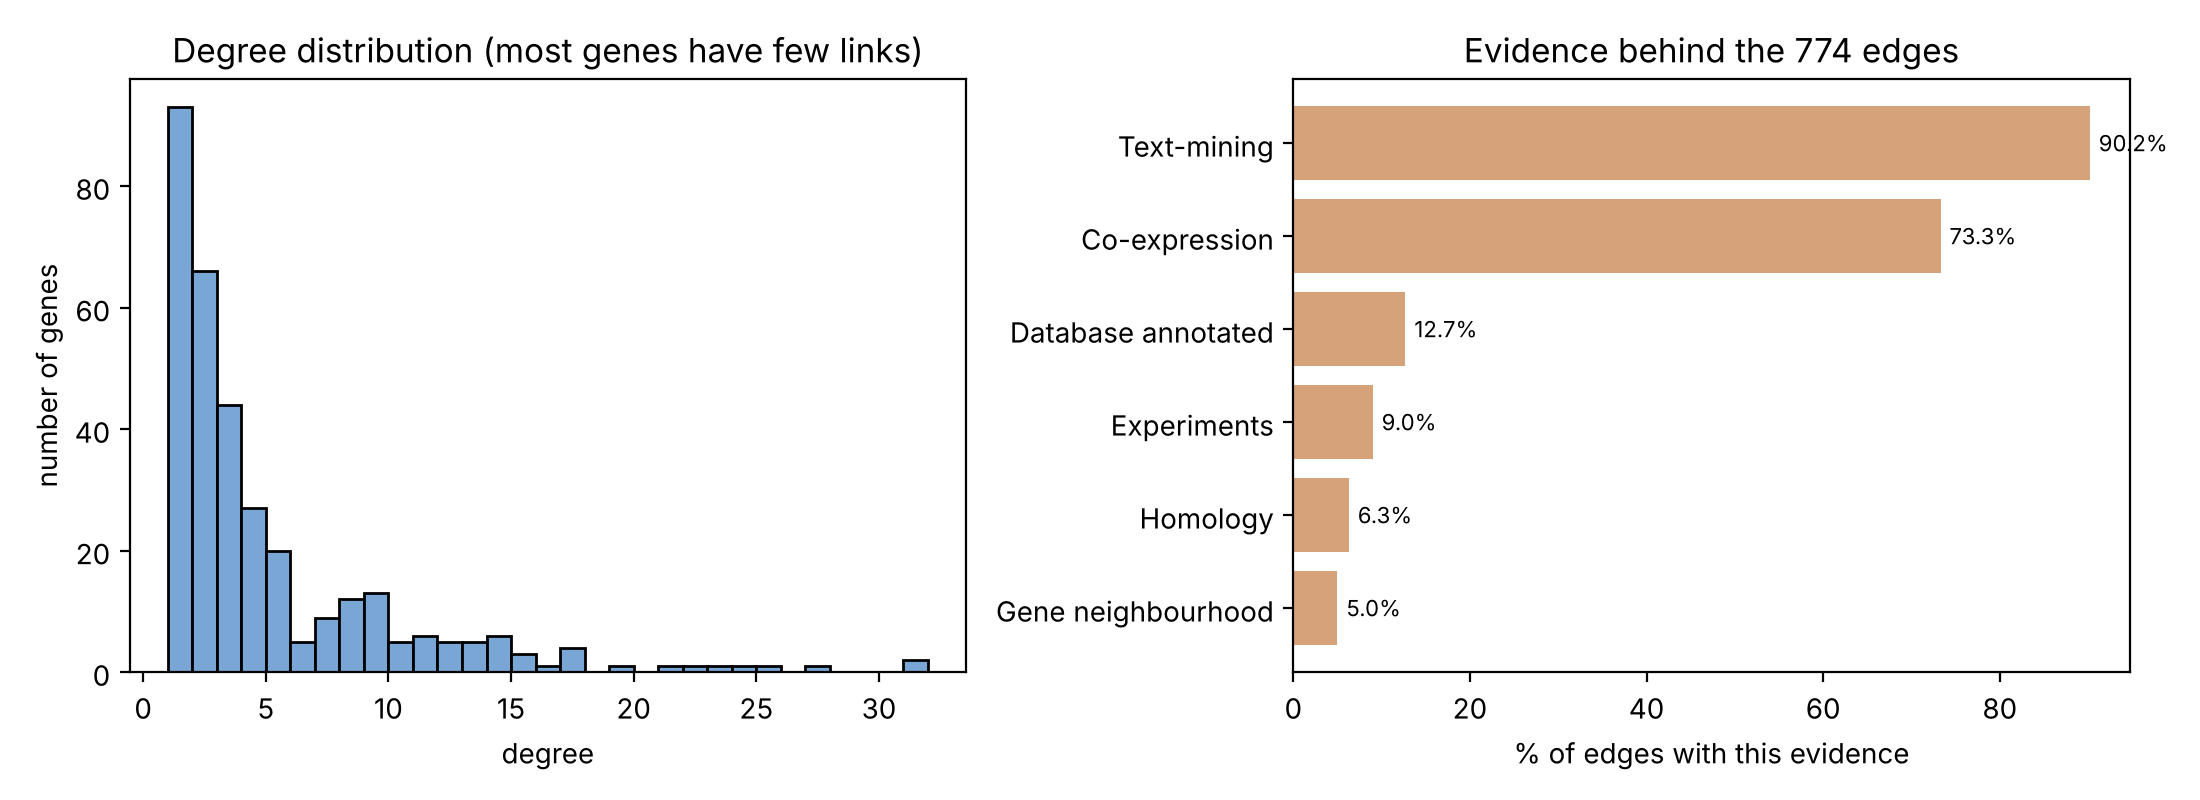 Degree distribution (most genes have few links)
number of genes
80
60
40
20
0
0 5 10 15 20 25 30
degree
Evidence behind the 774 edges
Text-mining 90.2%
Co-expression 73.3%
Database annotated 12.7%
Experiments 9.0%
Homology 6.3%
Gene neighbourhood 5.0%
0 20 40 60 80
% of edges with this evidence